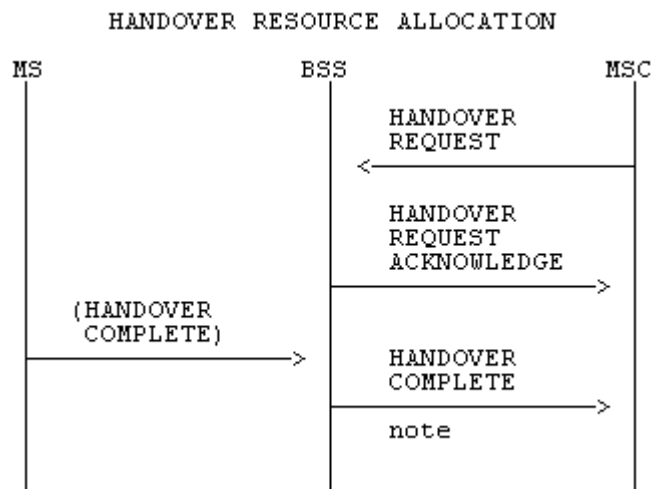 HANDOVER RESOURCE ALLOCATION
MS BSS MSC
HANDOVER
REQUEST
HANDOVER
REQUEST
ACKNOWLEDGE
(HANDOVER
COMPLETE)
HANDOVER
COMPLETE
note